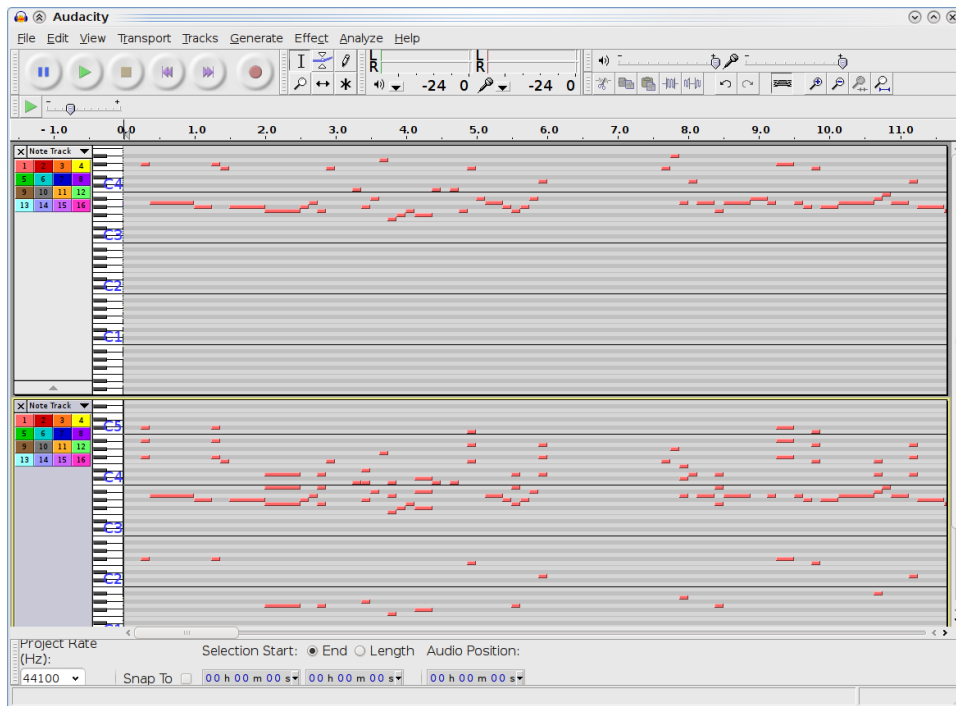 Audacity
File Edit View Transport Tracks Generate Effect Analyze Help
L
R
-24 0
L
R
-24 0
- 1.0 0.0 1.0 2.0 3.0 4.0 5.0 6.0 7.0 8.0 9.0 10.0 11.0
Note Track
1 2 3 4
5 6 7 8
9 10 11 12
13 14 15 16
C4
C3
C2
C1
Note Track
1 2 3 4
5 6 7 8
9 10 11 12
13 14 15 16
C5
C4
C3
C2
C1
Project Rate
(Hz):
Selection Start: End Length Audio Position:
44100
Snap To
00 h 00 m 00 s
00 h 00 m 00 s
00 h 00 m 00 s